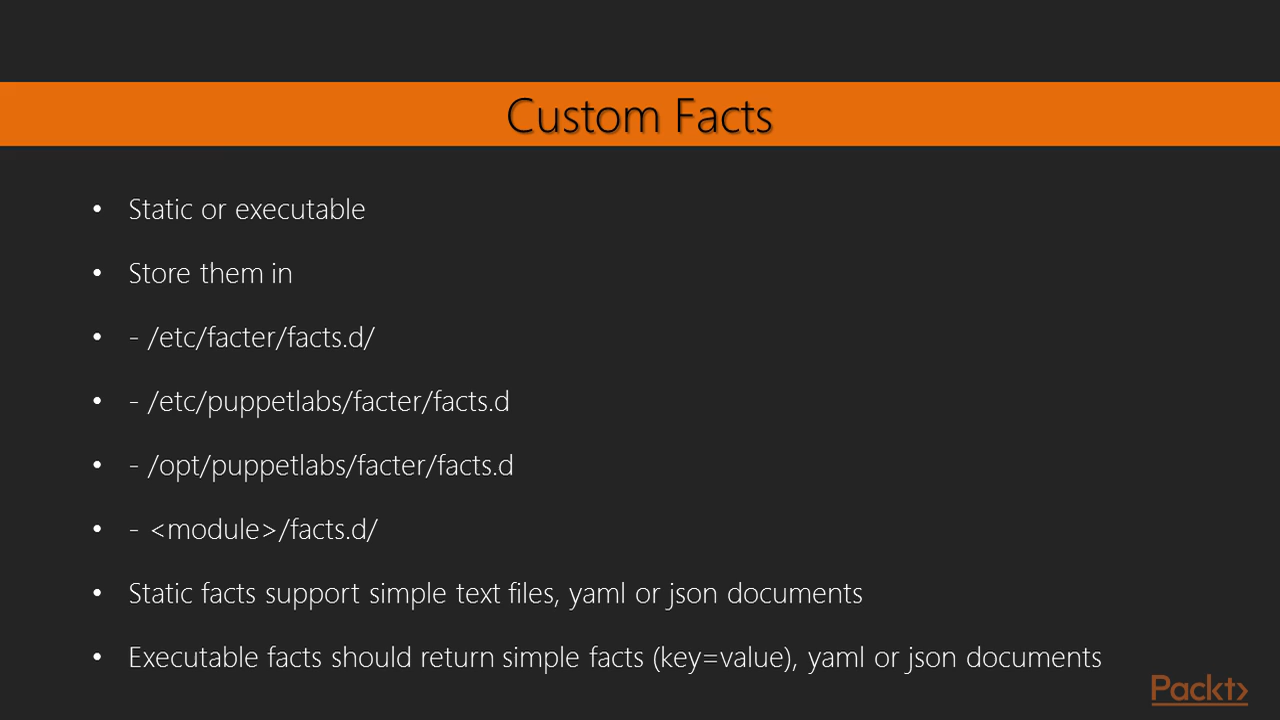 Custom Facts
• Static or executable
• Store them in
• - /etc/facter/facts.d/
• - /etc/puppetlabs/facter/facts.d
• - /opt/puppetlabs/facter/facts.d
• - <module>/facts.d/
• Static facts support simple text files, yaml or json documents
• Executable facts should return simple facts (key=value), yaml or json documents
Packt>